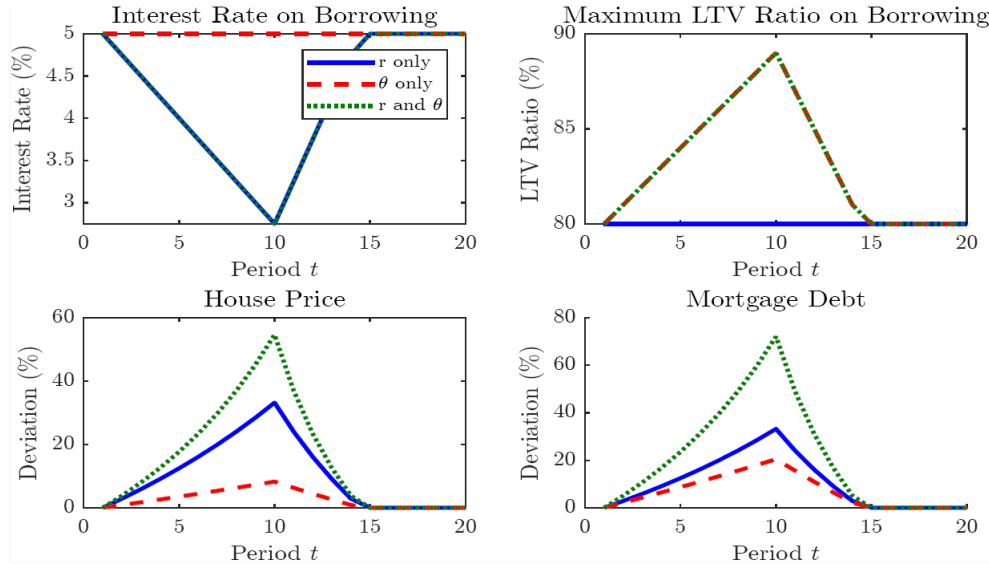 Interest Rate on Borrowing
Interest Rate (%)
5
4.5
4
3.5
3
0
5
10
15
20
Period t
r only
θ only
r and θ
Maximum LTV Ratio on Borrowing
LTV Ratio (%)
90
85
80
0
5
10
15
20
Period t
House Price
Deviation (%)
60
40
20
0
0
5
10
15
20
Period t
Mortgage Debt
Deviation (%)
80
60
40
20
0
0
5
10
15
20
Period t